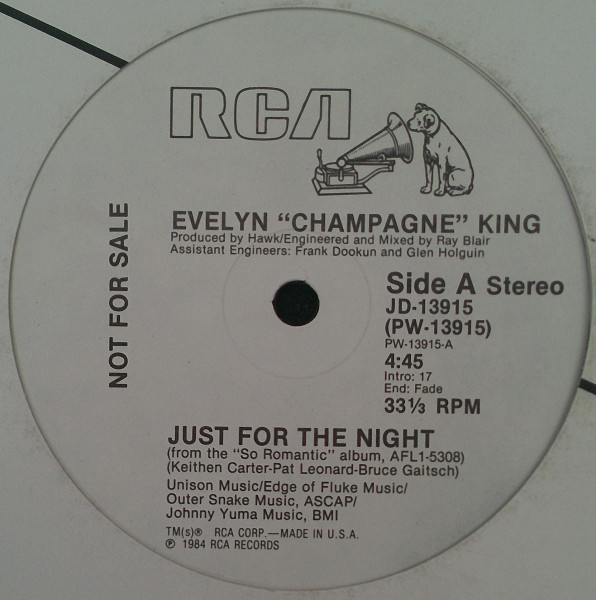 RCA
NOT FOR SALE
EVELYN "CHAMPAGNE" KING
Produced by Hawk/Engineered and Mixed by Ray Blair
Assistant Engineers: Frank Dookun and Glen Holguin
Side A Stereo
JD-13915
(PW-13915)
PW-13915-A
4:45
Intro: 17
End: Fade
33⅓ RPM
JUST FOR THE NIGHT
(from the "So Romantic" album, AFL1-5308)
(Keithen Carter-Pat Leonard-Bruce Gaitsch)
Unison Music/Edge of Fluke Music/
Outer Snake Music, ASCAP/
Johnny Yuma Music, BMI
TM(s)® RCA CORP.—MADE IN U.S.A.
℗ 1984 RCA RECORDS